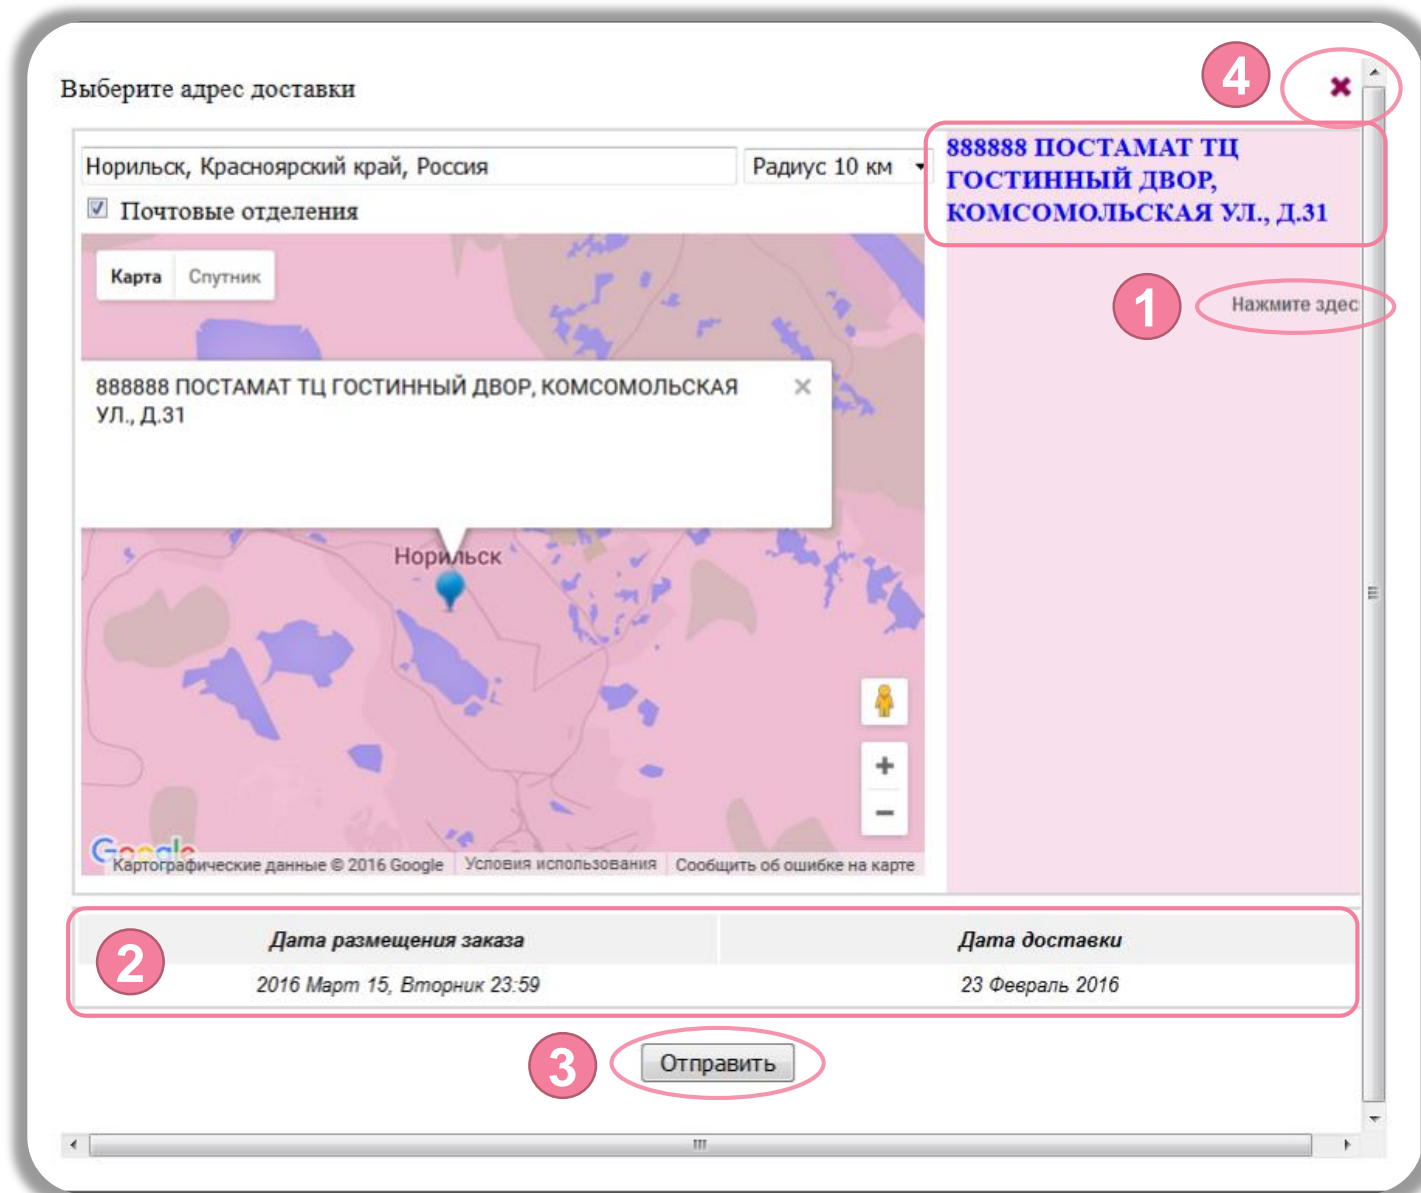 4
Выберите адрес доставки
Норильск, Красноярский край, Россия
Радиус 10 км
Почтовые отделения
888888 ПОСТАМАТ ТЦ
ГОСТИННЫЙ ДВОР,
КОМСОМОЛЬСКАЯ УЛ., Д.31
Карта Спутник
1
Нажмите здес
888888 ПОСТАМАТ ТЦ ГОСТИННЫЙ ДВОР, КОМСОМОЛЬСКАЯ
УЛ., Д.31
Норильск
Google
Картографические данные © 2016 Google
Условия использования
Сообщить об ошибке на карте
2
Дата размещения заказа
Дата доставки
2016 Март 15, Вторник 23:59
23 Февраль 2016
3
Отправить